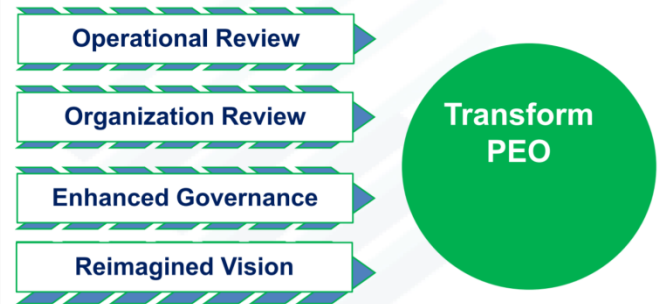 Operational Review
Organization Review
Enhanced Governance
Reimagined Vision
Transform
PEO